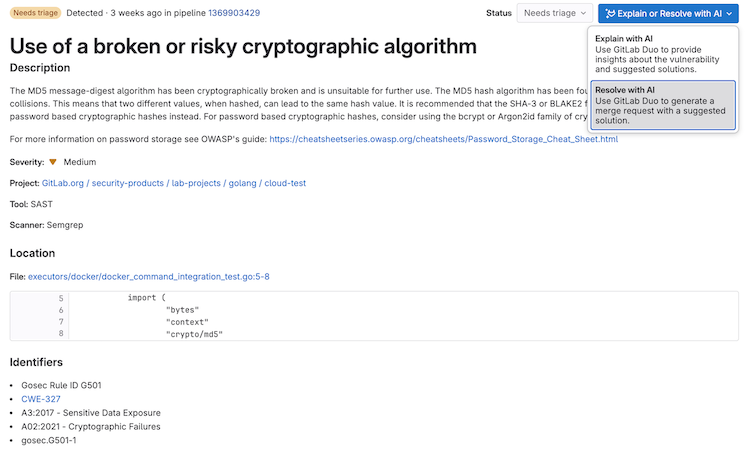 Needs triage Detected · 3 weeks ago in pipeline 1369903429
Status Needs triage Explain or Resolve with AI
Explain with AI
Use GitLab Duo to provide
insights about the vulnerability
and suggested solutions.
Resolve with AI
Use GitLab Duo to generate a
merge request with a suggested
solution.
Use of a broken or risky cryptographic algorithm
Description
The MD5 message-digest algorithm has been cryptographically broken and is unsuitable for further use. The MD5 hash algorithm has been
collisions. This means that two different values, when hashed, can lead to the same hash value. It is recommended that the SHA-3 or BLAKE2
password based cryptographic hashes instead. For password based cryptographic hashes, consider using the bcrypt or Argon2id family of
For more information on password storage see OWASP's guide: https://cheatsheetseries.owasp.org/cheatsheets/Password_Storage_Cheat_Sheet.html
Severity: Medium
Project: GitLab.org / security-products / lab-projects / golang / cloud-test
Tool: SAST
Scanner: Semgrep
Location
File: executors/docker/docker_command_integration_test.go:5-8
5 import (
6 "bytes"
7 "context"
8 "crypto/md5"
Identifiers
• Gosec Rule ID G501
• CWE-327
• A3:2017 - Sensitive Data Exposure
• A02:2021 - Cryptographic Failures
• gosec.G501-1